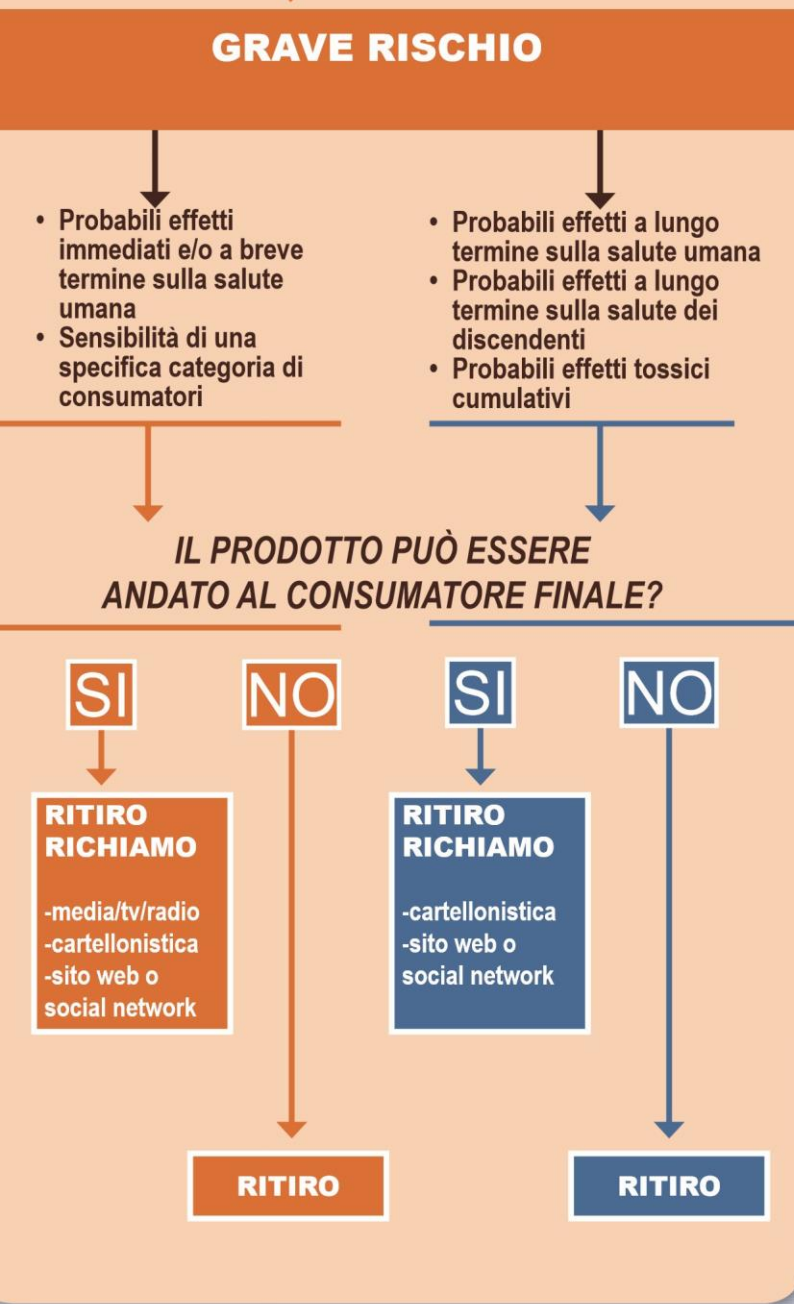 GRAVE RISCHIO
• Probabili effetti
immediati e/o a breve
termine sulla salute
umana
• Sensibilità di una
specifica categoria di
consumatori
• Probabili effetti a lungo
termine sulla salute umana
• Probabili effetti a lungo
termine sulla salute dei
discendenti
• Probabili effetti tossici
cumulativi
IL PRODOTTO PUÒ ESSERE
ANDATO AL CONSUMATORE FINALE?
SI
NO
SI
NO
RITIRO
RICHIAMO
-media/tv/radio
-cartellonistica
-sito web o
social network
RITIRO
RICHIAMO
-cartellonistica
-sito web o
social network
RITIRO
RITIRO